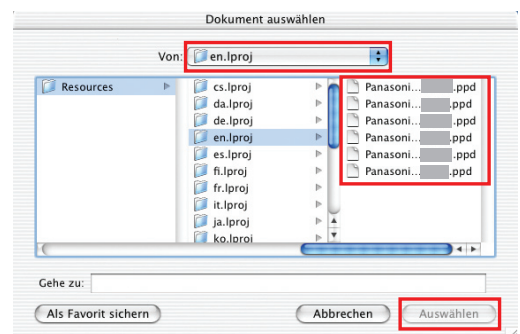 Dokument auswählen
Von: en.lproj
Resources
cs.lproj
da.lproj
de.lproj
en.lproj
es.lproj
fi.lproj
fr.lproj
it.lproj
ja.lproj
ko.lproj
Panasoni... .ppd
Panasoni... .ppd
Panasoni... .ppd
Panasoni... .ppd
Panasoni... .ppd
Panasoni... .ppd
Gehe zu:
Als Favorit sichern
Abbrechen
Auswählen